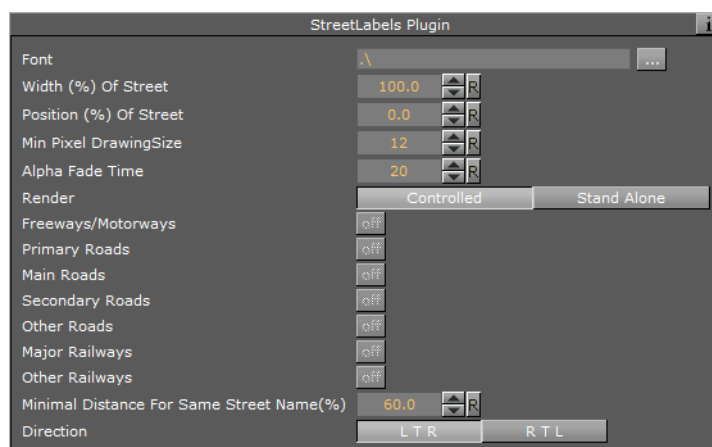 StreetLabels Plugin i
Font .\ ...
Width (%) Of Street 100.0 R
Position (%) Of Street 0.0 R
Min Pixel DrawingSize 12 R
Alpha Fade Time 20 R
Render Controlled Stand Alone
Freeways/Motorways off
Primary Roads off
Main Roads off
Secondary Roads off
Other Roads off
Major Railways off
Other Railways off
Minimal Distance For Same Street Name(%) 60.0 R
Direction L T R R T L